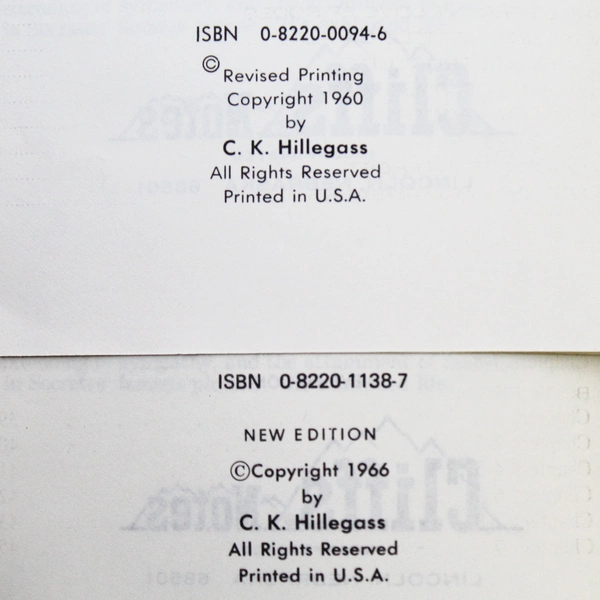 ISBN 0-8220-0094-6
© Revised Printing
Copyright 1960
by
C. K. Hillegass
All Rights Reserved
Printed in U.S.A.
ISBN 0-8220-1138-7
NEW EDITION
©Copyright 1966
by
C. K. Hillegass
All Rights Reserved
Printed in U.S.A.